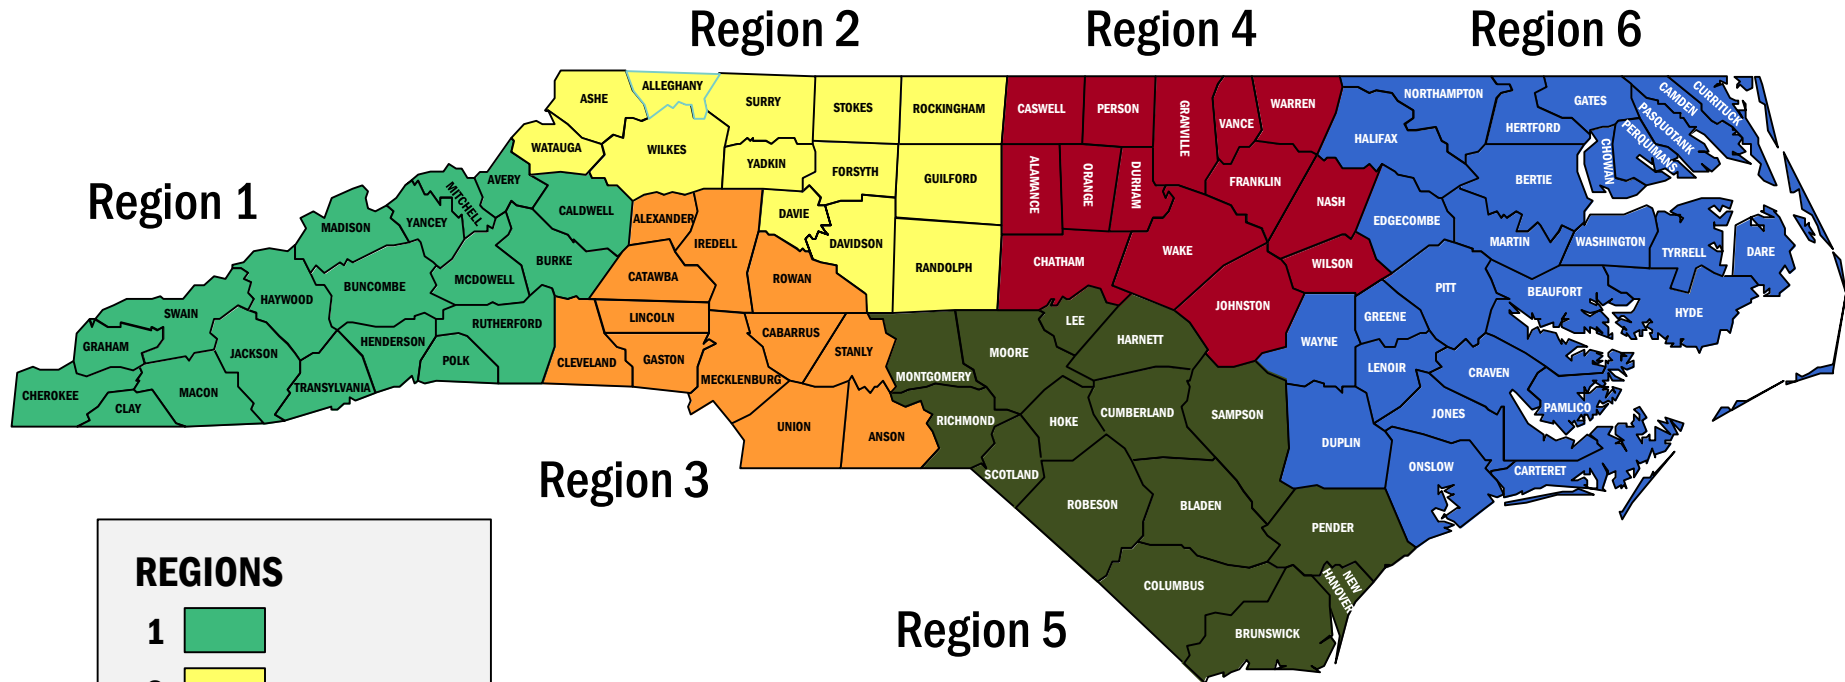 Region 2
Region 4
Region 6
Region 1
Region 3
Region 5
ASHE
ALLEGHANY
SURRY
STOKES
ROCKINGHAM
WATAUGA
WILKES
YADKIN
FORSYTH
GUILFORD
DAVIE
DAVIDSON
RANDOLPH
CASWELL
PERSON
GRANVILLE
VANCE
WARREN
ALAMANCE
ORANGE
DURHAM
FRANKLIN
NASH
CHATHAM
WAKE
WILSON
JOHNSTON
NORTHAMPTON
GATES
CAMDEN
CURRITUCK
PASQUOTANK
PERQUIMANS
HERTFORD
HALIFAX
CHOWAN
BERTIE
EDGECOMBE
MARTIN
WASHINGTON
TYRRELL
DARE
PITT
BEAUFORT
HYDE
GREENE
WAYNE
LENOIR
CRAVEN
PAMLICO
JONES
DUPLIN
ONSLOW
CARTERET
AVERY
MITCHELL
YANCEY
CALDWELL
MADISON
BURKE
MCDOWELL
BUNCOMBE
HAYWOOD
SWAIN
RUTHERFORD
HENDERSON
POLK
GRAHAM
JACKSON
TRANSYLVANIA
MACON
CHEROKEE
CLAY
ALEXANDER
IREDELL
CATAWBA
ROWAN
LINCOLN
CABARRUS
STANLY
CLEVELAND
GASTON
MECKLENBURG
UNION
ANSON
LEE
HARNETT
MOORE
MONTGOMERY
RICHMOND
HOKE
CUMBERLAND
SAMPSON
SCOTLAND
ROBESON
BLADEN
PENDER
COLUMBUS
NEW
HANOVER
BRUNSWICK
REGIONS
1